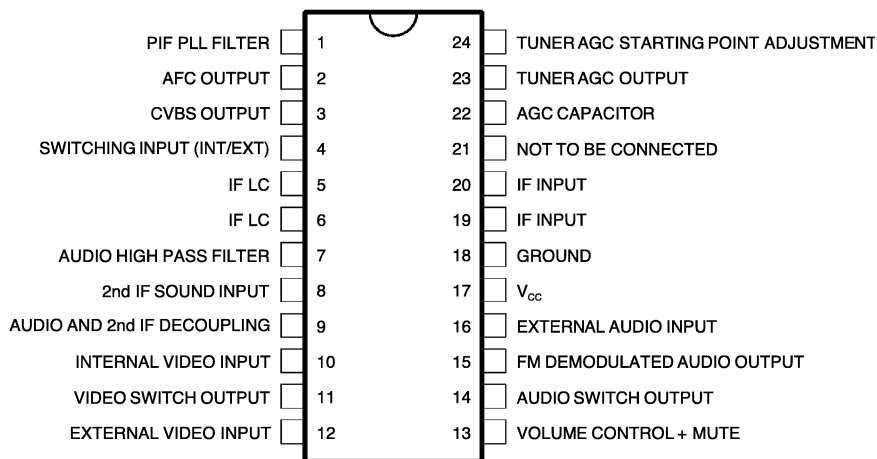 PIF PLL FILTER 1 24 TUNER AGC STARTING POINT ADJUSTMENT
AFC OUTPUT 2 23 TUNER AGC OUTPUT
CVBS OUTPUT 3 22 AGC CAPACITOR
SWITCHING INPUT (INT/EXT) 4 21 NOT TO BE CONNECTED
IF LC 5 20 IF INPUT
IF LC 6 19 IF INPUT
AUDIO HIGH PASS FILTER 7 18 GROUND
2nd IF SOUND INPUT 8 17 VCC
AUDIO AND 2nd IF DECOUPLING 9 16 EXTERNAL AUDIO INPUT
INTERNAL VIDEO INPUT 10 15 FM DEMODULATED AUDIO OUTPUT
VIDEO SWITCH OUTPUT 11 14 AUDIO SWITCH OUTPUT
EXTERNAL VIDEO INPUT 12 13 VOLUME CONTROL + MUTE